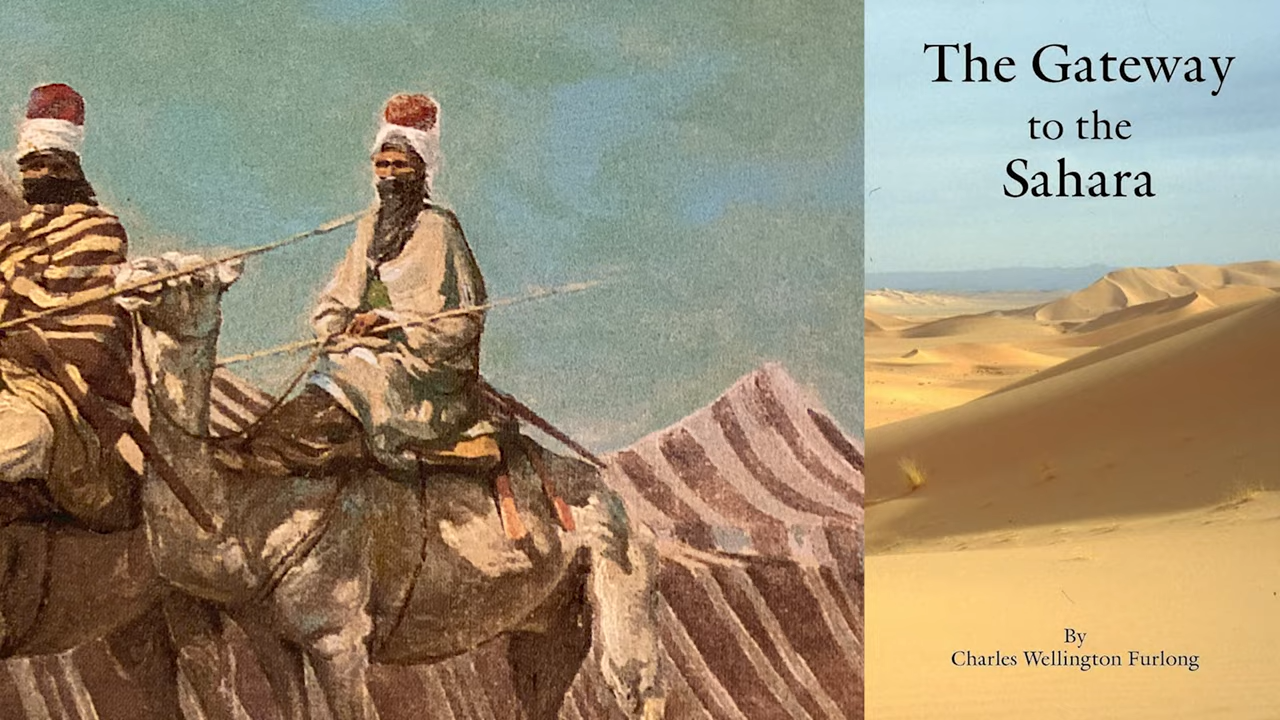 The Gateway
to the
Sahara
By
Charles Wellington Furlong